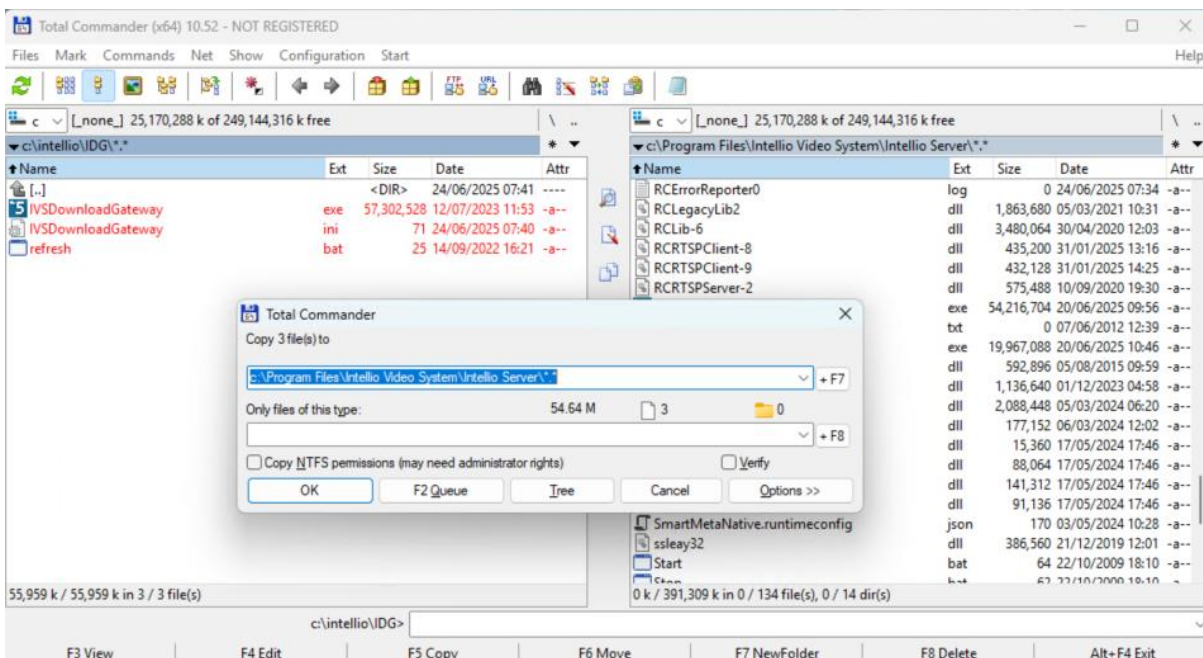 Total Commander (x64) 10.52 - NOT REGISTERED
Files Mark Commands Net Show Configuration Start Help
FTP URL
c [_none_] 25,170,288 k of 249,144,316 k free \ ..
c:\intellio\IDG\*.* * 
Name Ext Size Date Attr
[..] <DIR> 24/06/2025 07:41 ----
IVSDownloadGateway exe 57,302,528 12/07/2023 11:53 -a--
IVSDownloadGateway ini 71 24/06/2025 07:40 -a--
refresh bat 25 14/09/2022 16:21 -a--
55,959 k / 55,959 k in 3 / 3 file(s)
c [_none_] 25,170,288 k of 249,144,316 k free \ ..
c:\Program Files\Intellio Video System\Intellio Server\*.* *
Name Ext Size Date Attr
RCErrorReporter0 log 0 24/06/2025 07:34 -a--
RCLegacyLib2 dll 1,863,680 05/03/2021 10:31 -a--
RCLib-6 dll 3,480,064 30/04/2020 12:03 -a--
RCRTSPClient-8 dll 435,200 31/01/2025 13:16 -a--
RCRTSPClient-9 dll 432,128 31/01/2025 14:25 -a--
RCRTSPServer-2 dll 575,488 10/09/2020 19:30 -a--
exe 54,216,704 20/06/2025 09:56 -a--
txt 0 07/06/2012 12:39 -a--
exe 19,967,088 20/06/2025 10:46 -a--
dll 592,896 05/08/2015 09:59 -a--
dll 1,136,640 01/12/2023 04:58 -a--
dll 2,088,448 05/03/2024 06:20 -a--
dll 177,152 06/03/2024 12:02 -a--
dll 15,360 17/05/2024 17:46 -a--
dll 88,064 17/05/2024 17:46 -a--
dll 141,312 17/05/2024 17:46 -a--
dll 91,136 17/05/2024 17:46 -a--
SmartMetaNative.runtimeconfig json 170 03/05/2024 10:28 -a--
ssleay32 dll 386,560 21/12/2019 12:01 -a--
Start bat 64 22/10/2009 18:10 -a--
Stop bat 62 22/10/2009 18:10 -a--
0 k / 391,309 k in 0 / 134 file(s), 0 / 14 dir(s)
Total Commander
Copy 3 file(s) to
c:\Program Files\Intellio Video System\Intellio Server\*.*
+ F7
Only files of this type: 54.64 M 3 0
+ F8
Copy NTFS permissions (may need administrator rights) Verify
OK F2 Queue Tree Cancel Options >>
c:\intellio\IDG>
F3 View F4 Edit F5 Copy F6 Move F7 NewFolder F8 Delete Alt+F4 Exit